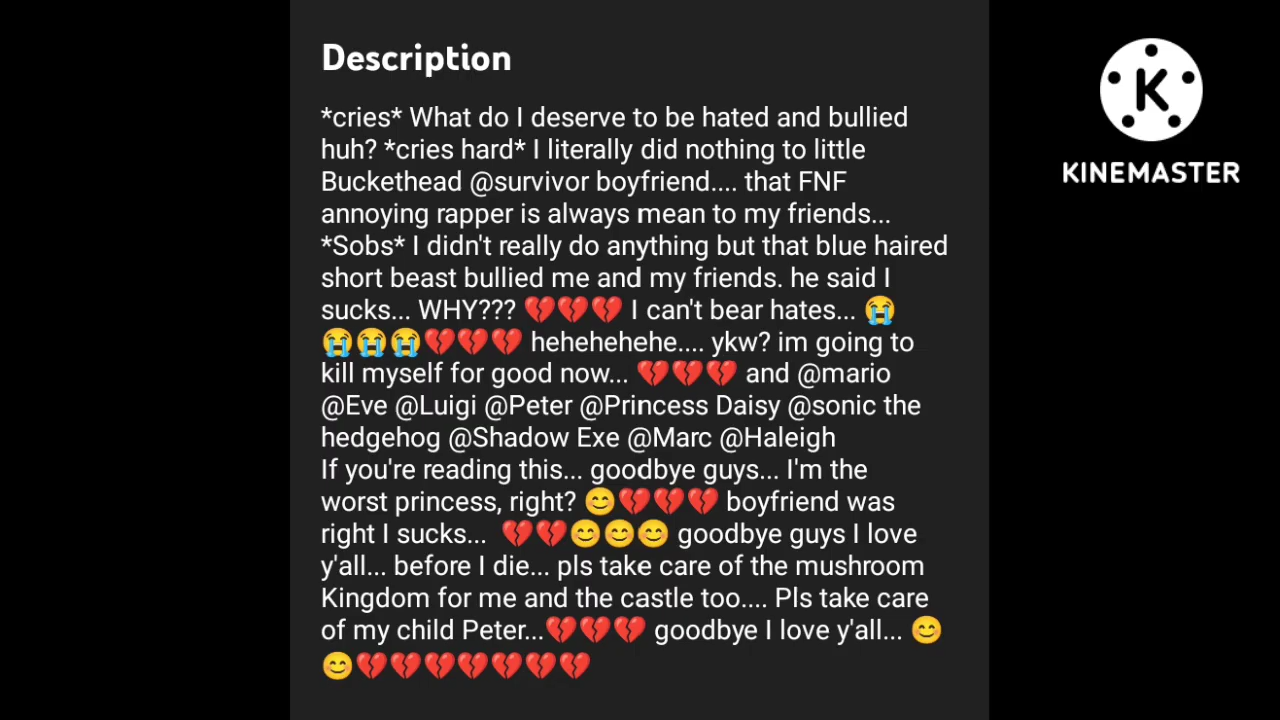 Description
*cries* What do I deserve to be hated and bullied
huh? *cries hard* I literally did nothing to little
Buckethead @survivor boyfriend.... that FNF
annoying rapper is always mean to my friends...
*Sobs* I didn't really do anything but that blue haired
short beast bullied me and my friends. he said I
sucks... WHY??? 💔💔💔 I can't bear hates... 😭
😭😭😭💔💔💔 hehehehehe.... ykw? im going to
kill myself for good now... 💔💔💔 and @mario
@Eve @Luigi @Peter @Princess Daisy @sonic the
hedgehog @Shadow Exe @Marc @Haleigh
If you're reading this... goodbye guys... I'm the
worst princess, right? 😊💔💔💔 boyfriend was
right I sucks... 💔💔😊😊😊 goodbye guys I love
y'all... before I die... pls take care of the mushroom
Kingdom for me and the castle too.... Pls take care
of my child Peter...💔💔💔 goodbye I love y'all... 😊
😊💔💔💔💔💔💔💔
K
KINEMASTER